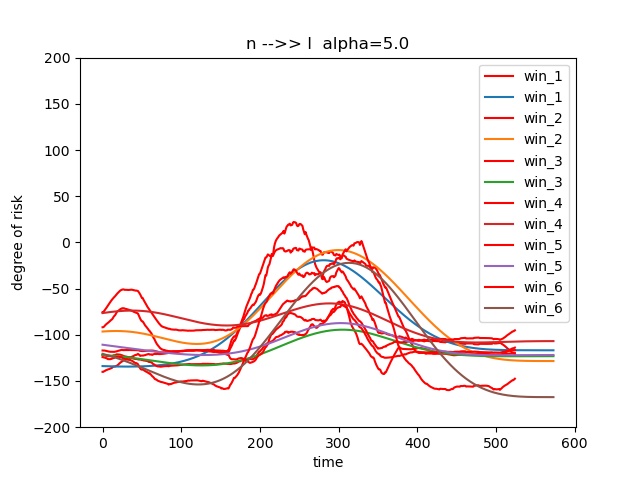 n -->> l  alpha=5.0
200
150
100
50
0
−50
−100
−150
−200
degree of risk
0 100 200 300 400 500 600
time
win_1
win_1
win_2
win_2
win_3
win_3
win_4
win_4
win_5
win_5
win_6
win_6